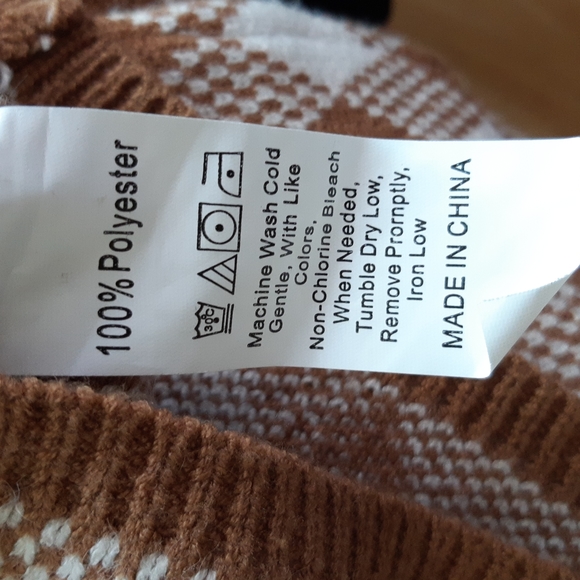 100% Polyester
30°C
Machine Wash Cold
Gentle, With Like
Colors,
Non-Chlorine Bleach
When Needed,
Tumble Dry Low,
Remove Promptly,
Iron Low
MADE IN CHINA